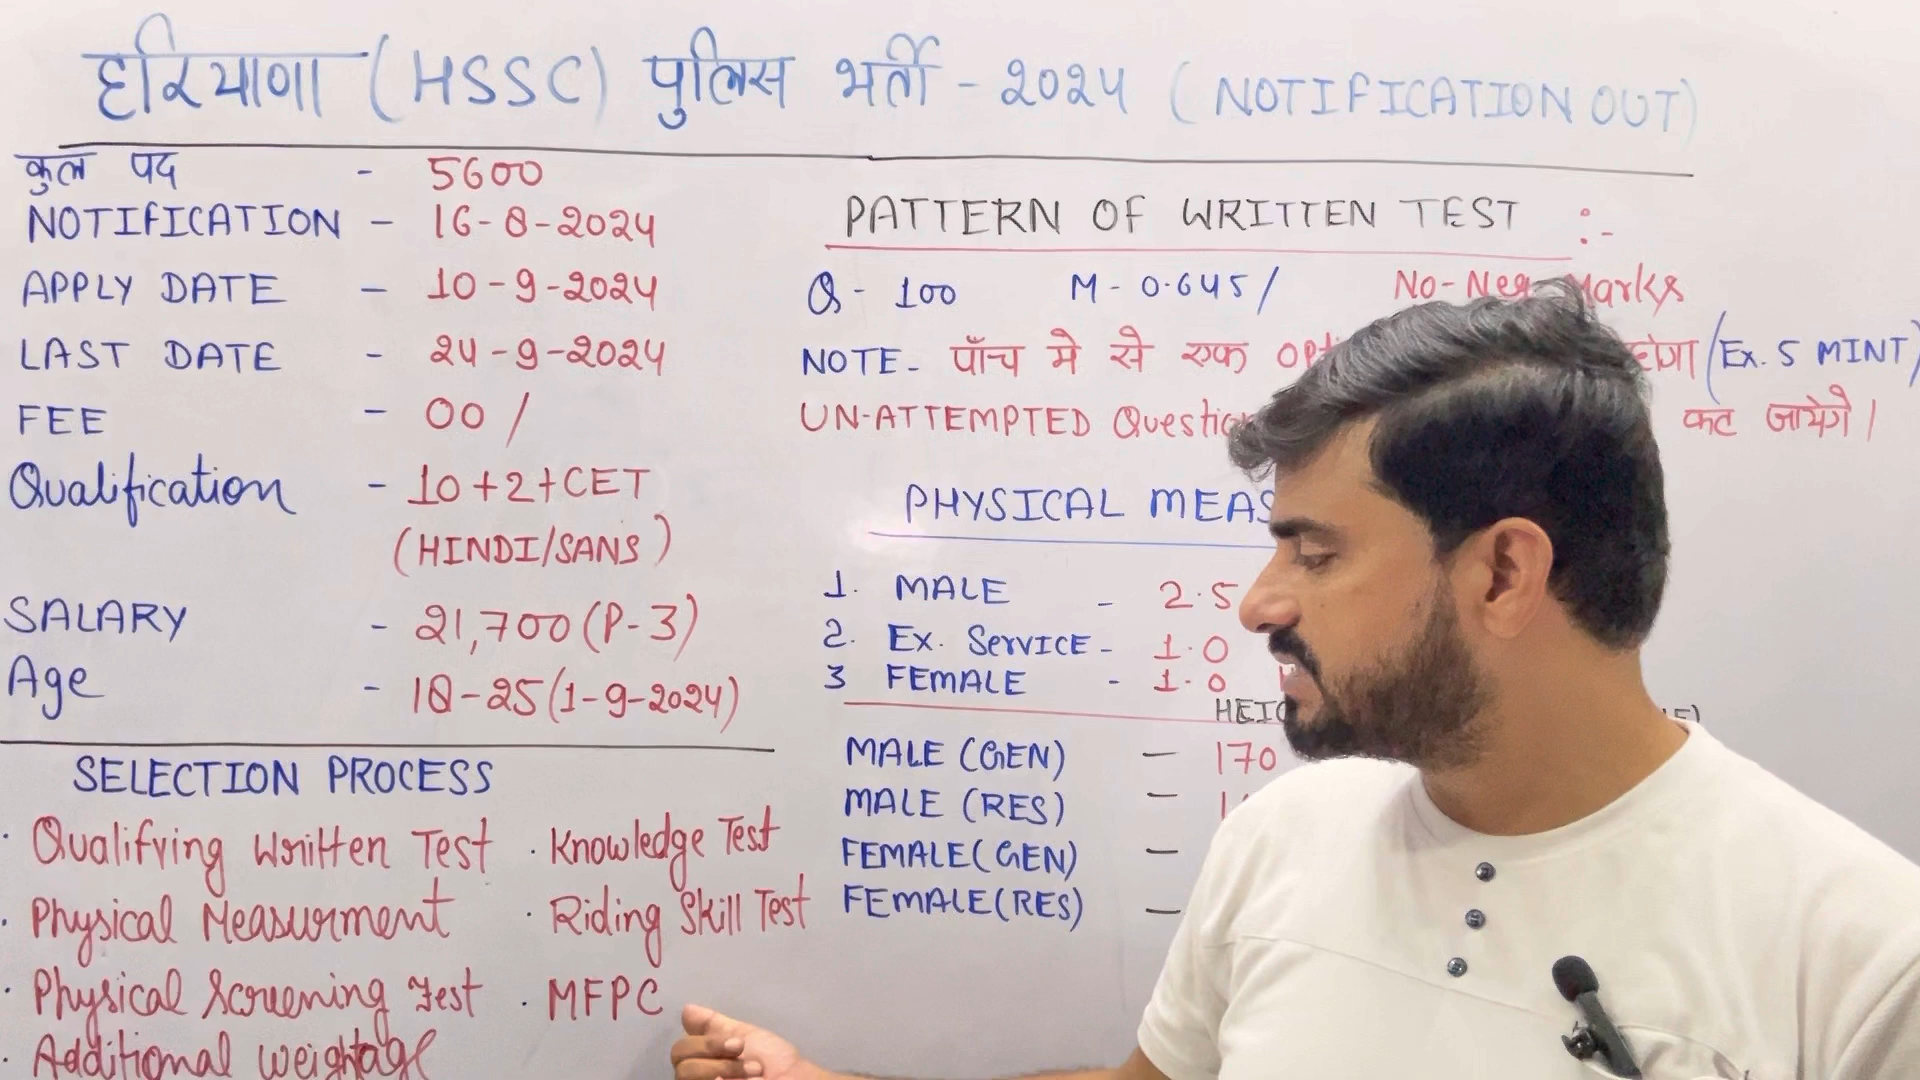 हरियाणा (HSSC) पुलिस भर्ती - 2024 (NOTIFICATION OUT)
कुल पद - 5600
NOTIFICATION - 16-8-2024
APPLY DATE - 10-9-2024
LAST DATE - 24-9-2024
FEE - 00/
Qualification - 10+2+CET
(HINDI/SANS)
SALARY - 21,700 (P-3)
Age - 18-25 (1-9-2024)
SELECTION PROCESS
· Qualifying Written Test
· Physical Measurment
· Physical Screening Test
· Additional Weightage
· Knowledge Test
· Riding Skill Test
· MFPC
PATTERN OF WRITTEN TEST :-
Q - 100 M - 0.645/ No-Neg Marks
NOTE- पाँच मे से एक होगा (Ex. 5 MINT)
UN-ATTEMPTED कट जायेगे।
PHYSICAL
1. MALE - 2.5
2. Ex. Service - 1.0
3 FEMALE - 1.0
MALE (GEN) - 170
MALE (RES) -
FEMALE (GEN) -
FEMALE (RES) -